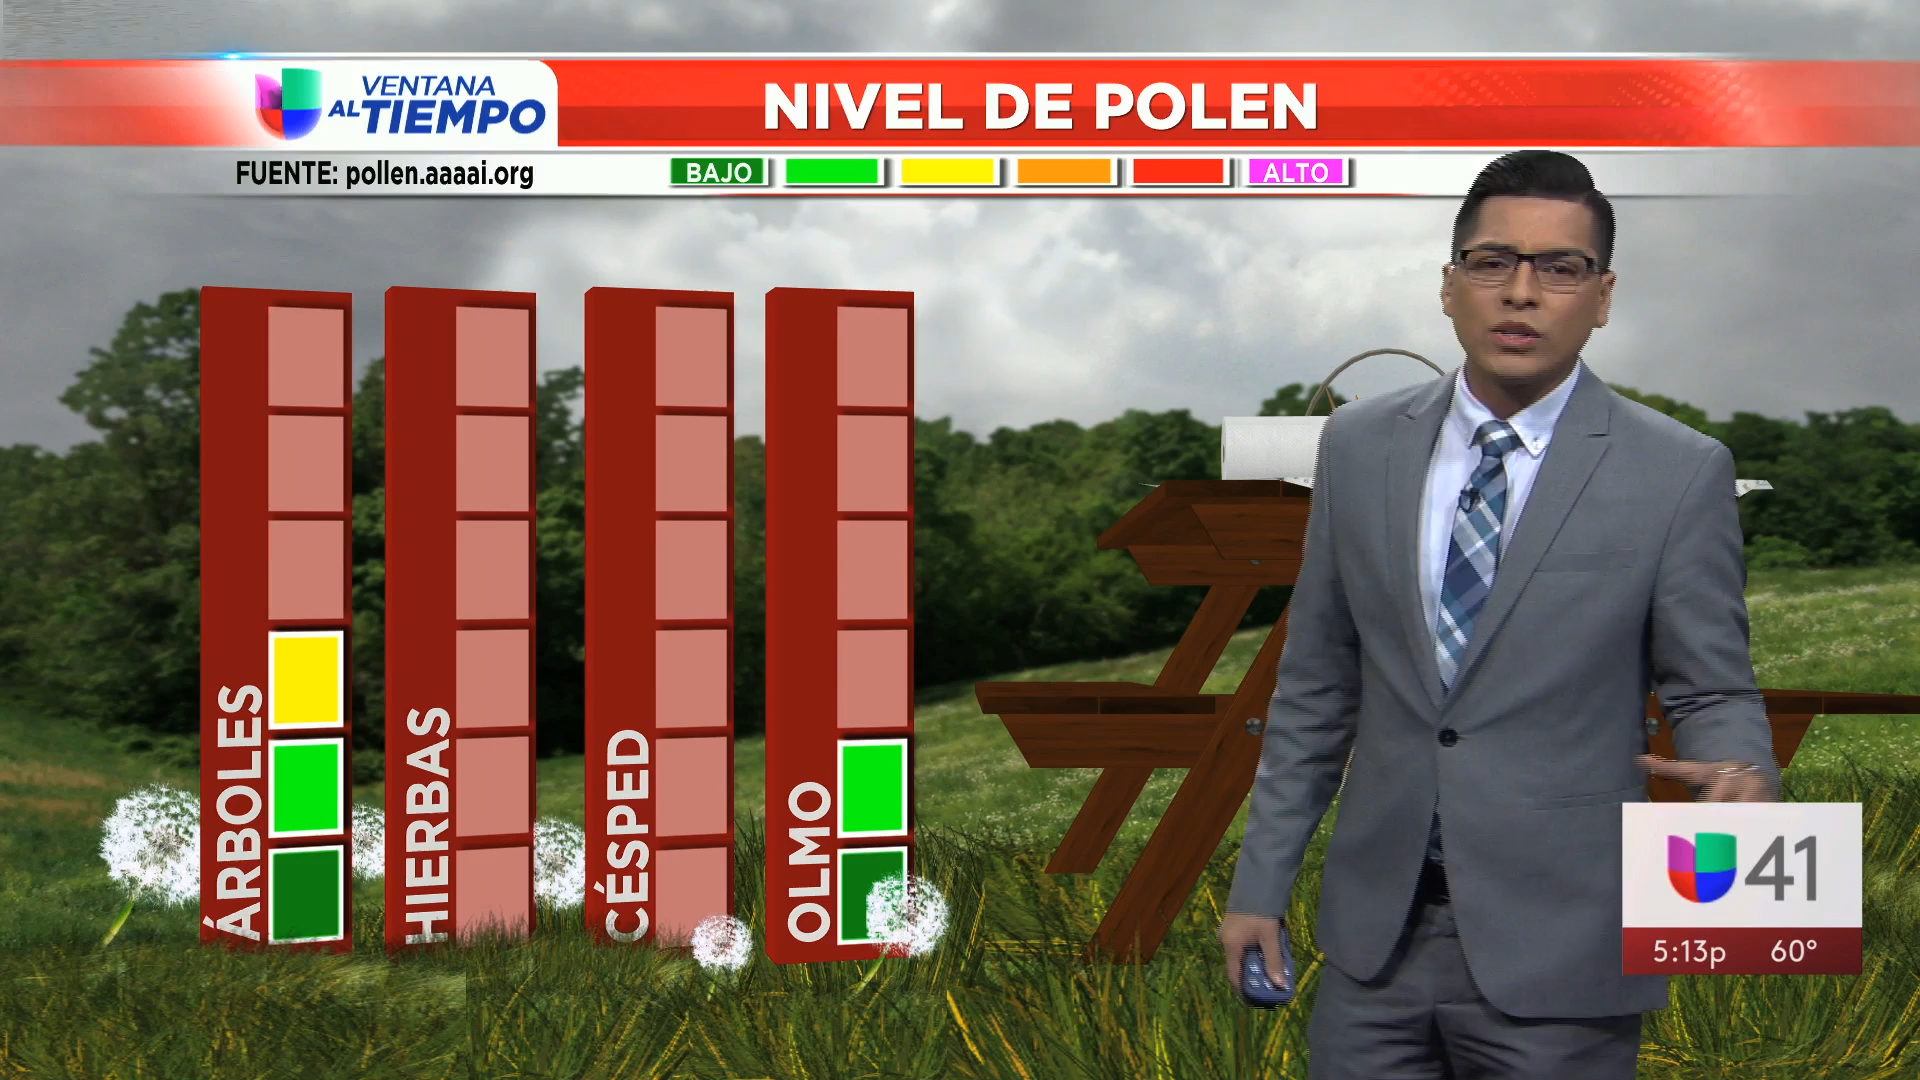 VENTANA
AL TIEMPO
NIVEL DE POLEN
FUENTE: pollen.aaaai.org
BAJO
ALTO
ÁRBOLES
HIERBAS
CÉSPED
OLMO
41
5:13p 60°